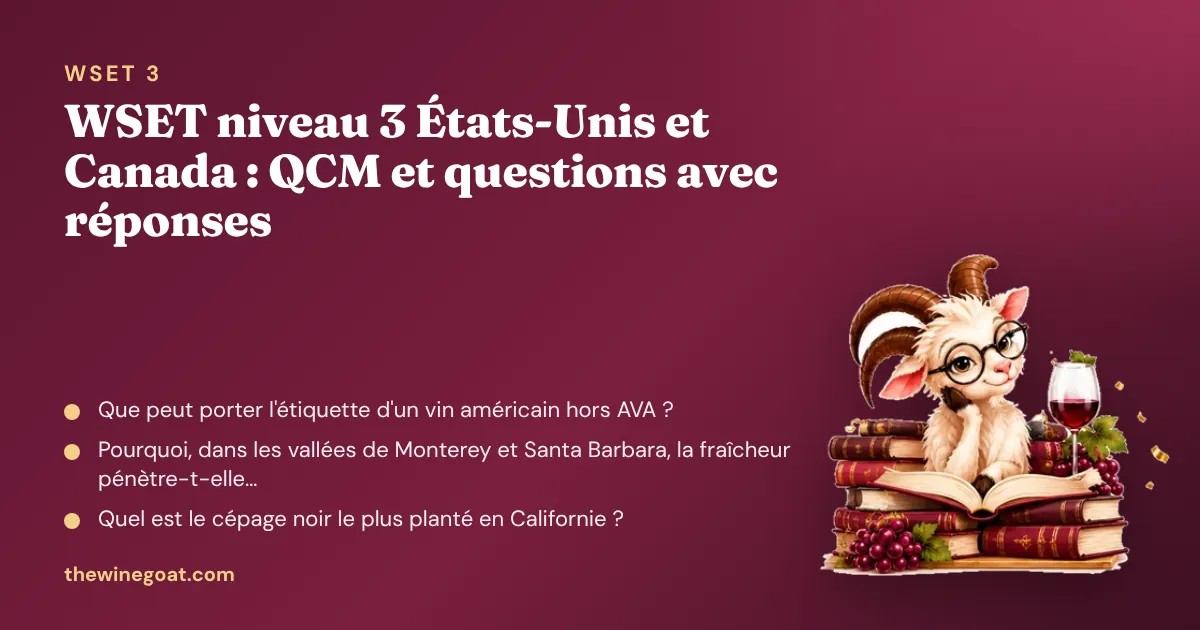 WSET 3
WSET niveau 3 États-Unis et
Canada : QCM et questions avec
réponses
Que peut porter l'étiquette d'un vin américain hors AVA ?
Pourquoi, dans les vallées de Monterey et Santa Barbara, la fraîcheur
pénètre-t-elle...
Quel est le cépage noir le plus planté en Californie ?
thewinegoat.com